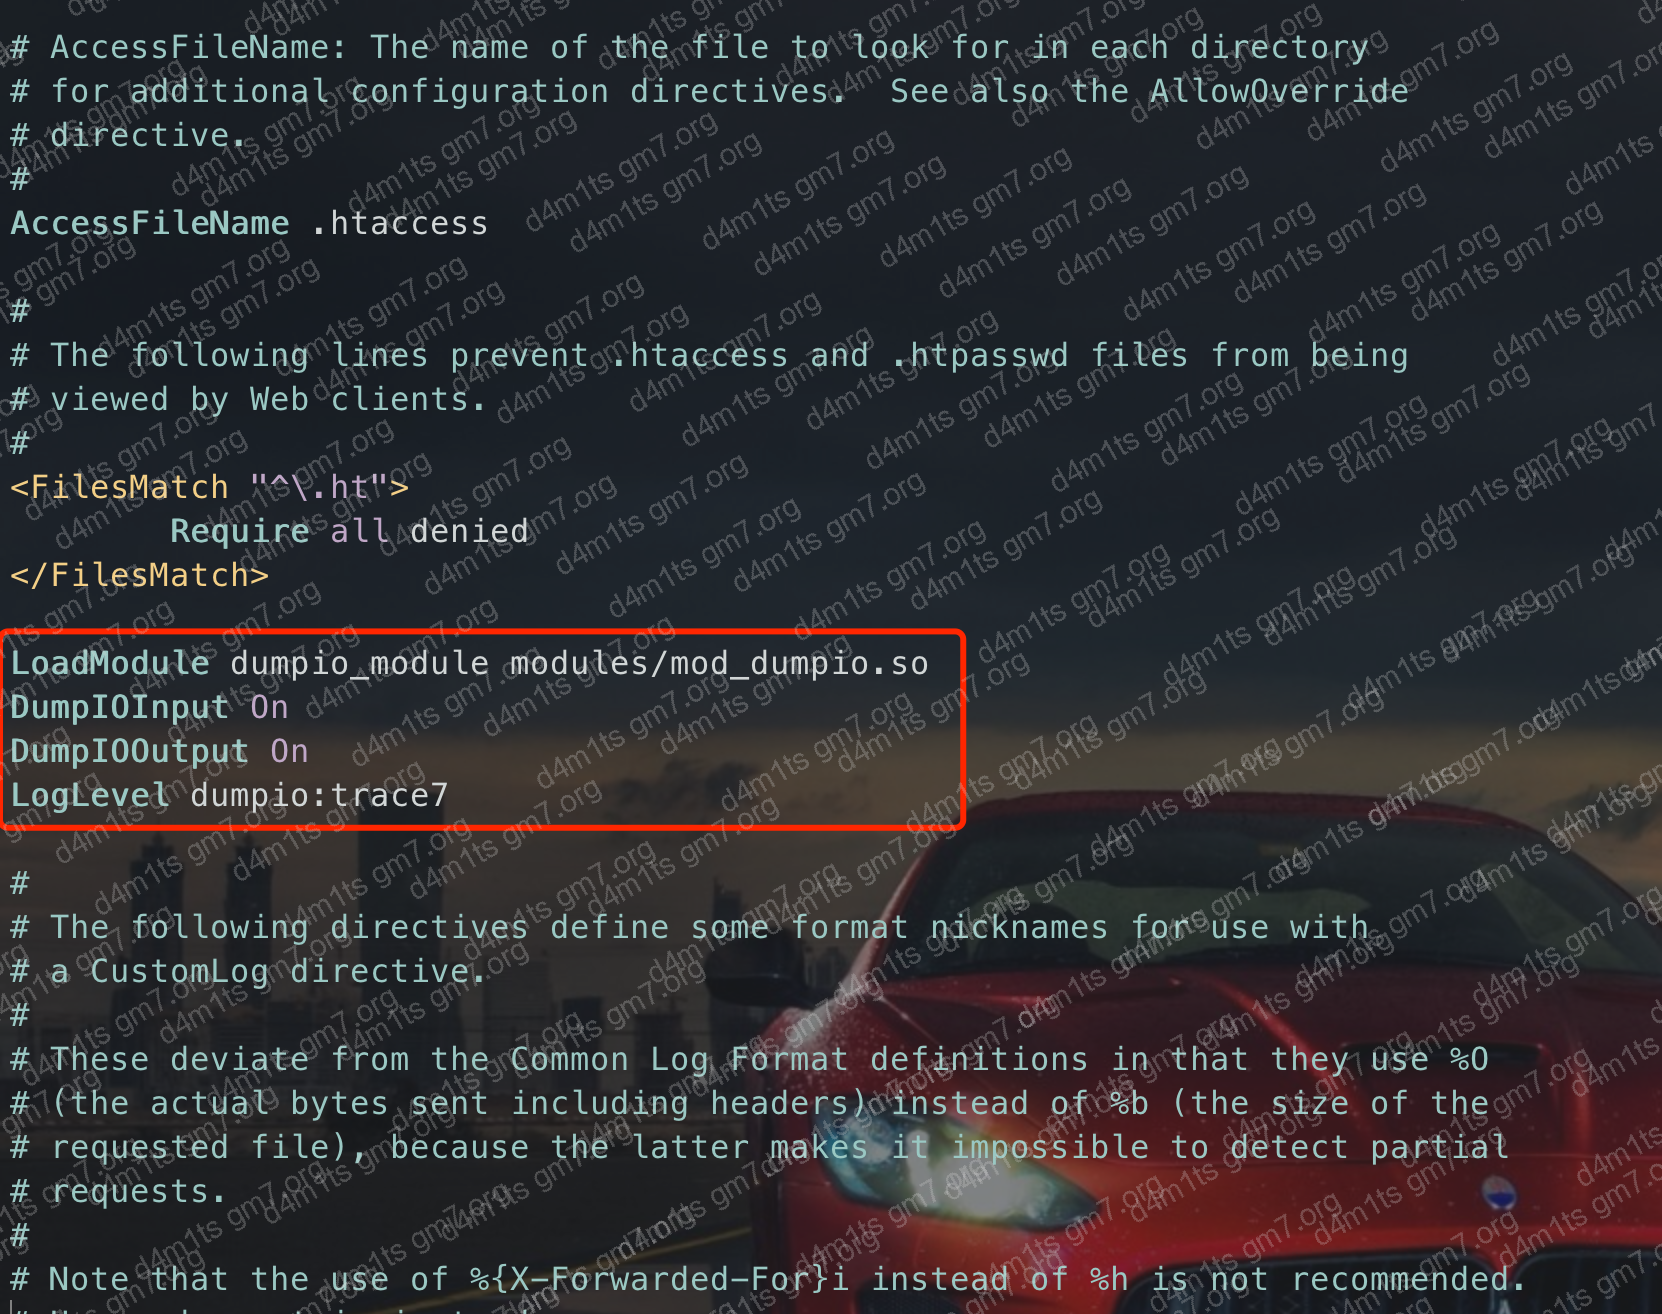 # AccessFileName: The name of the file to look for in each directory
# for additional configuration directives.  See also the AllowOverride
# directive.
#
AccessFileName .htaccess

#
# The following lines prevent .htaccess and .htpasswd files from being
# viewed by Web clients.
#
<FilesMatch "^\.ht">
        Require all denied
</FilesMatch>

LoadModule dumpio_module modules/mod_dumpio.so
DumpIOInput On
DumpIOOutput On
LogLevel dumpio:trace7

#
# The following directives define some format nicknames for use with
# a CustomLog directive.
#
# These deviate from the Common Log Format definitions in that they use %O
# (the actual bytes sent including headers) instead of %b (the size of the
# requested file), because the latter makes it impossible to detect partial
# requests.
#
# Note that the use of %{X-Forwarded-For}i instead of %h is not recommended.
d4m1ts gm7.org